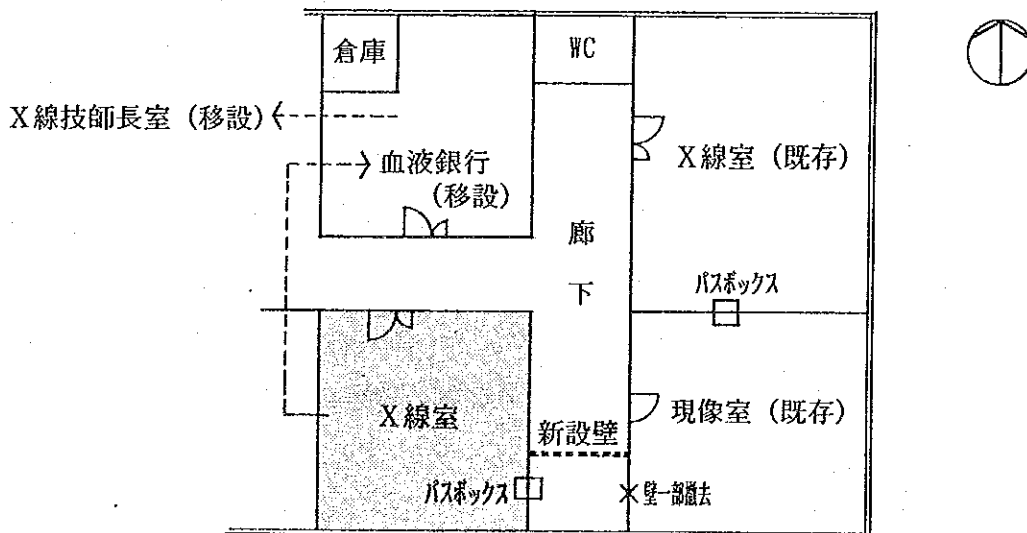 倉庫
WC
X線技師長室 (移設)
X線室 (既存)
血液銀行
(移設)
廊
下
パスボックス
X線室
現像室 (既存)
新設壁
パスボックス
壁一部撤去